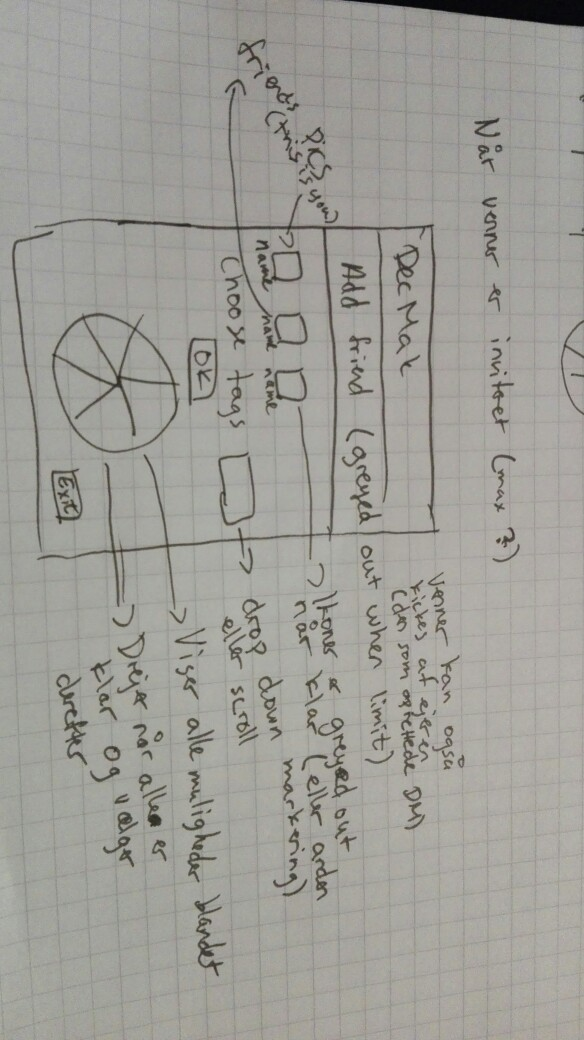 Når venner er inviteret (max ?)
Venner kan også
kickes af ejeren
(den som oprettede DM)
DecMak
Add friend (greyed out when limit)
pics
(this is you)
friends
name name name
Ikoner er greyed out
når klar (eller anden
markering)
Choose tags
drop down
eller scroll
OK
Viser alle muligheder blandet
Drejer når alle er
klar og vælger
derefter
Exit